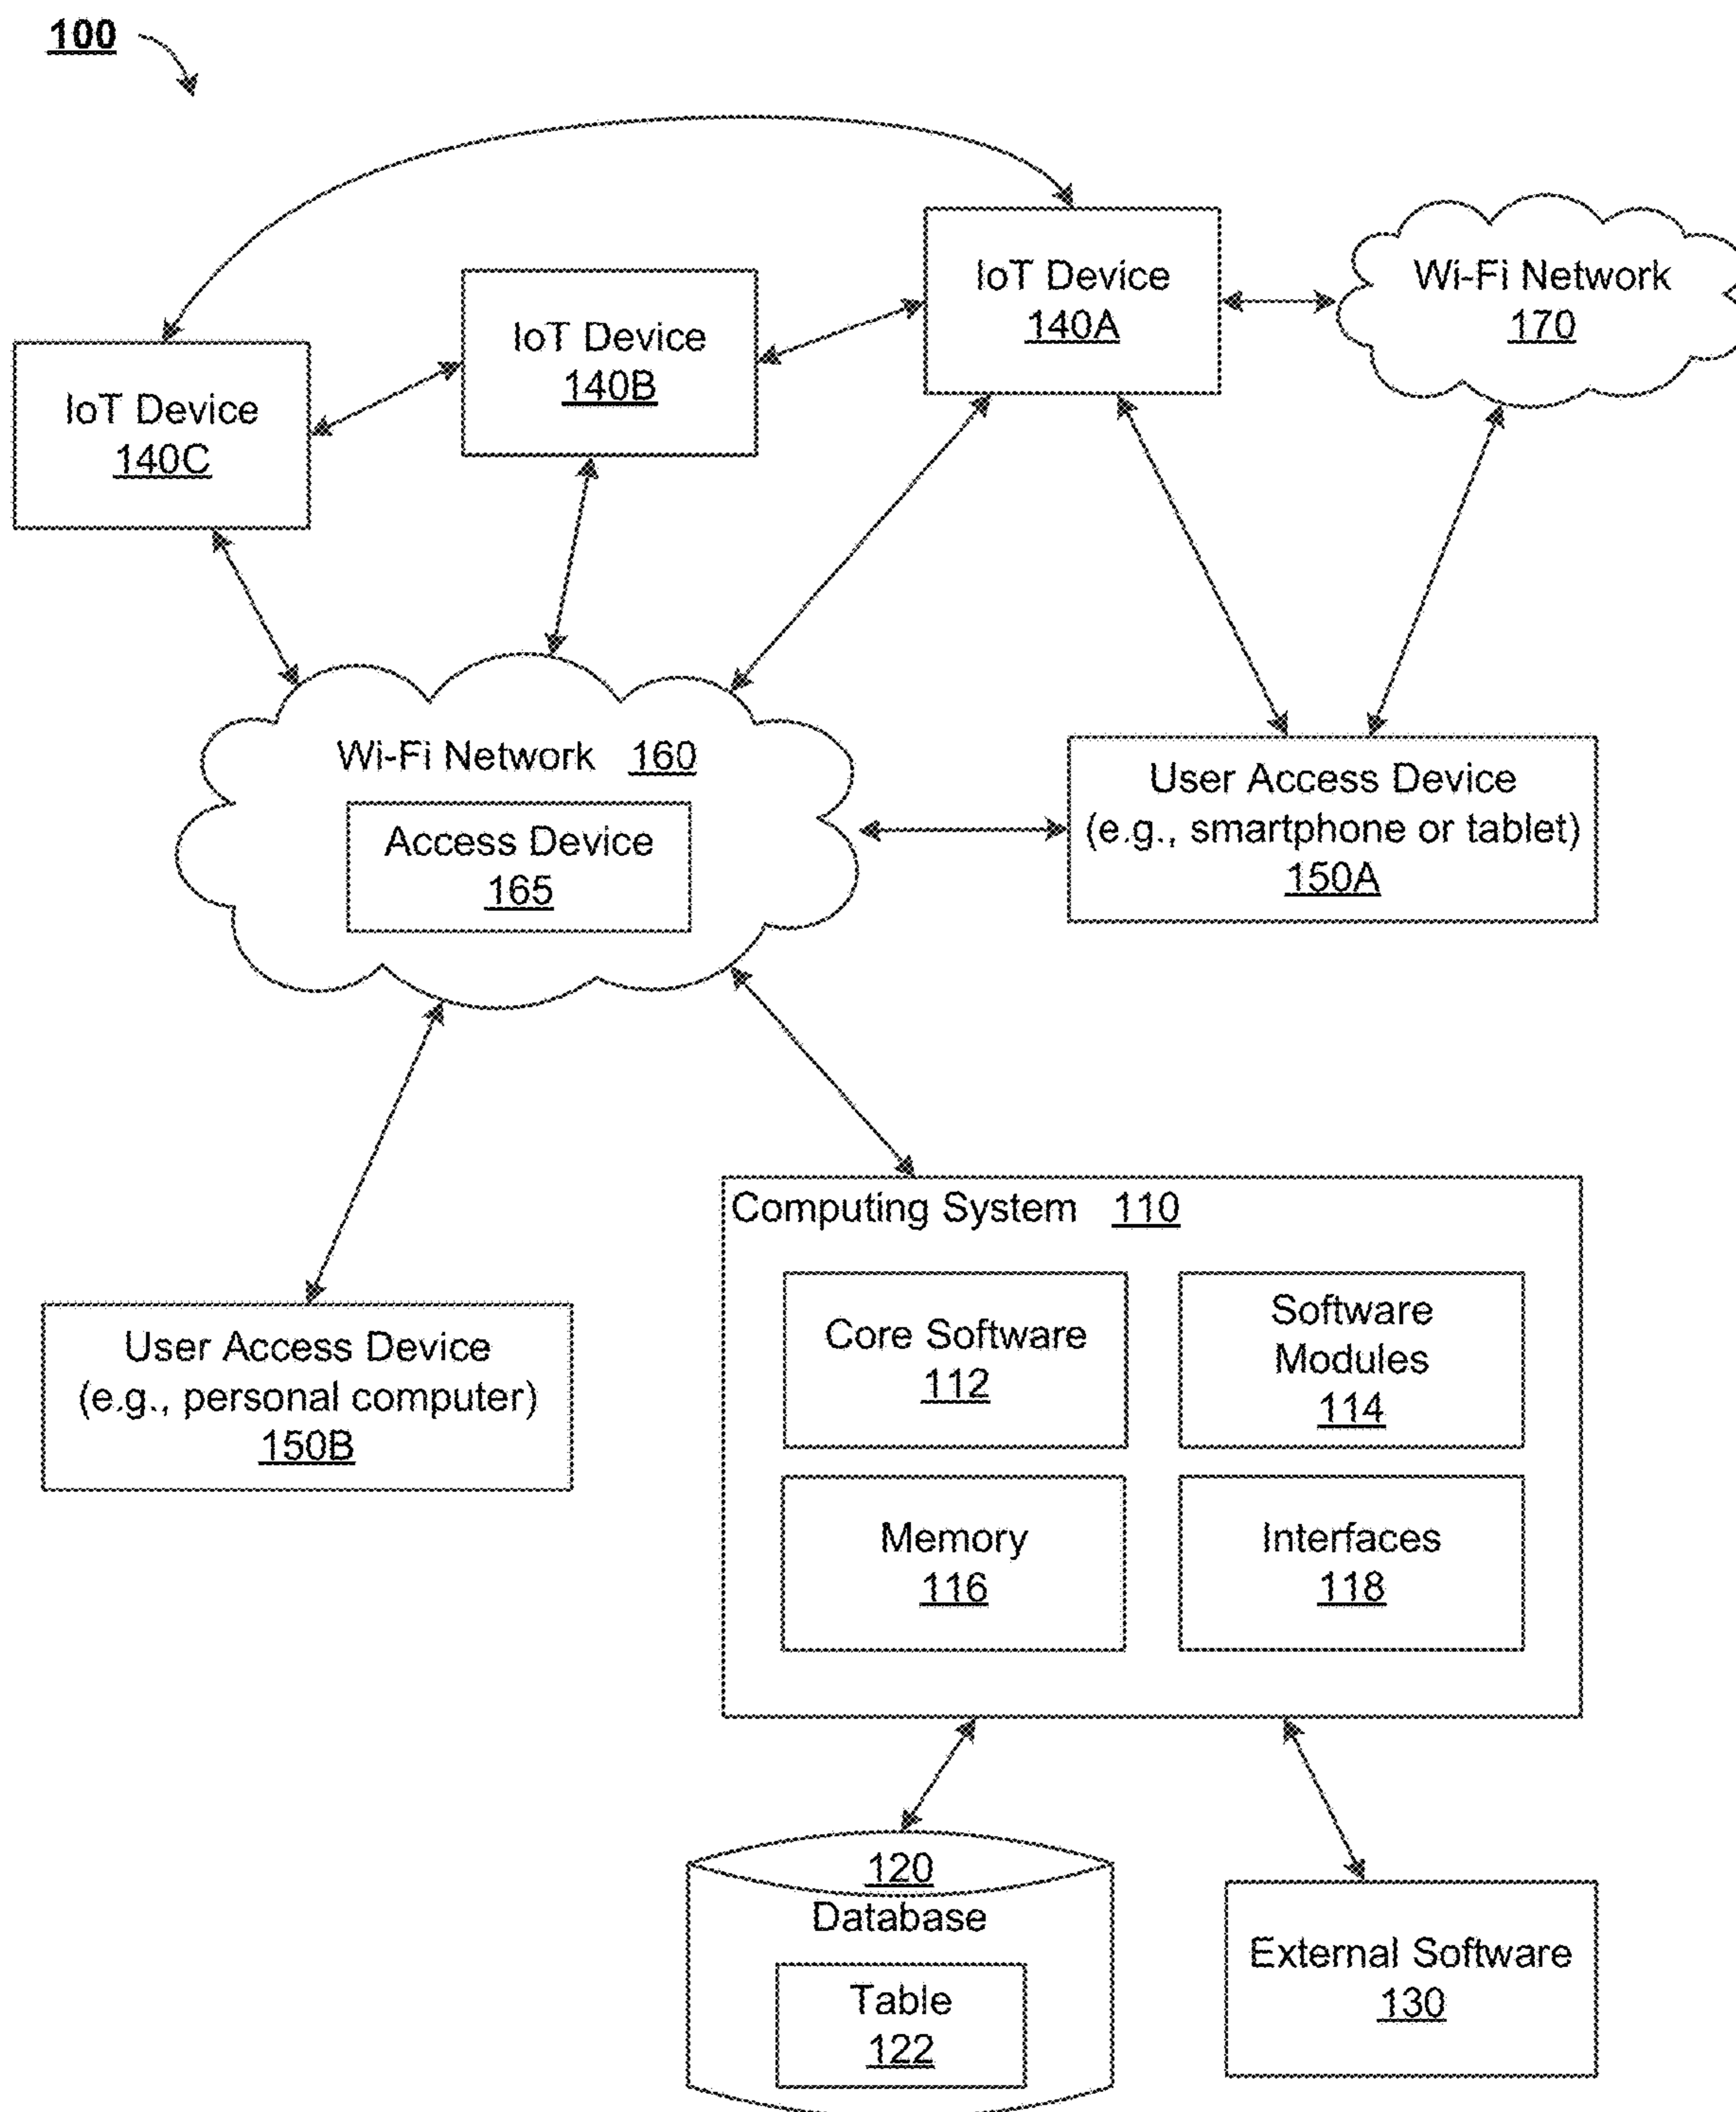 100
IoT Device
140A
Wi-Fi Network
170
IoT Device
140B
IoT Device
140C
Wi-Fi Network 160
Access Device
165
User Access Device
(e.g., smartphone or tablet)
150A
Computing System 110
Core Software
112
Software
Modules
114
Memory
116
Interfaces
118
User Access Device
(e.g., personal computer)
150B
120
Database
Table
122
External Software
130